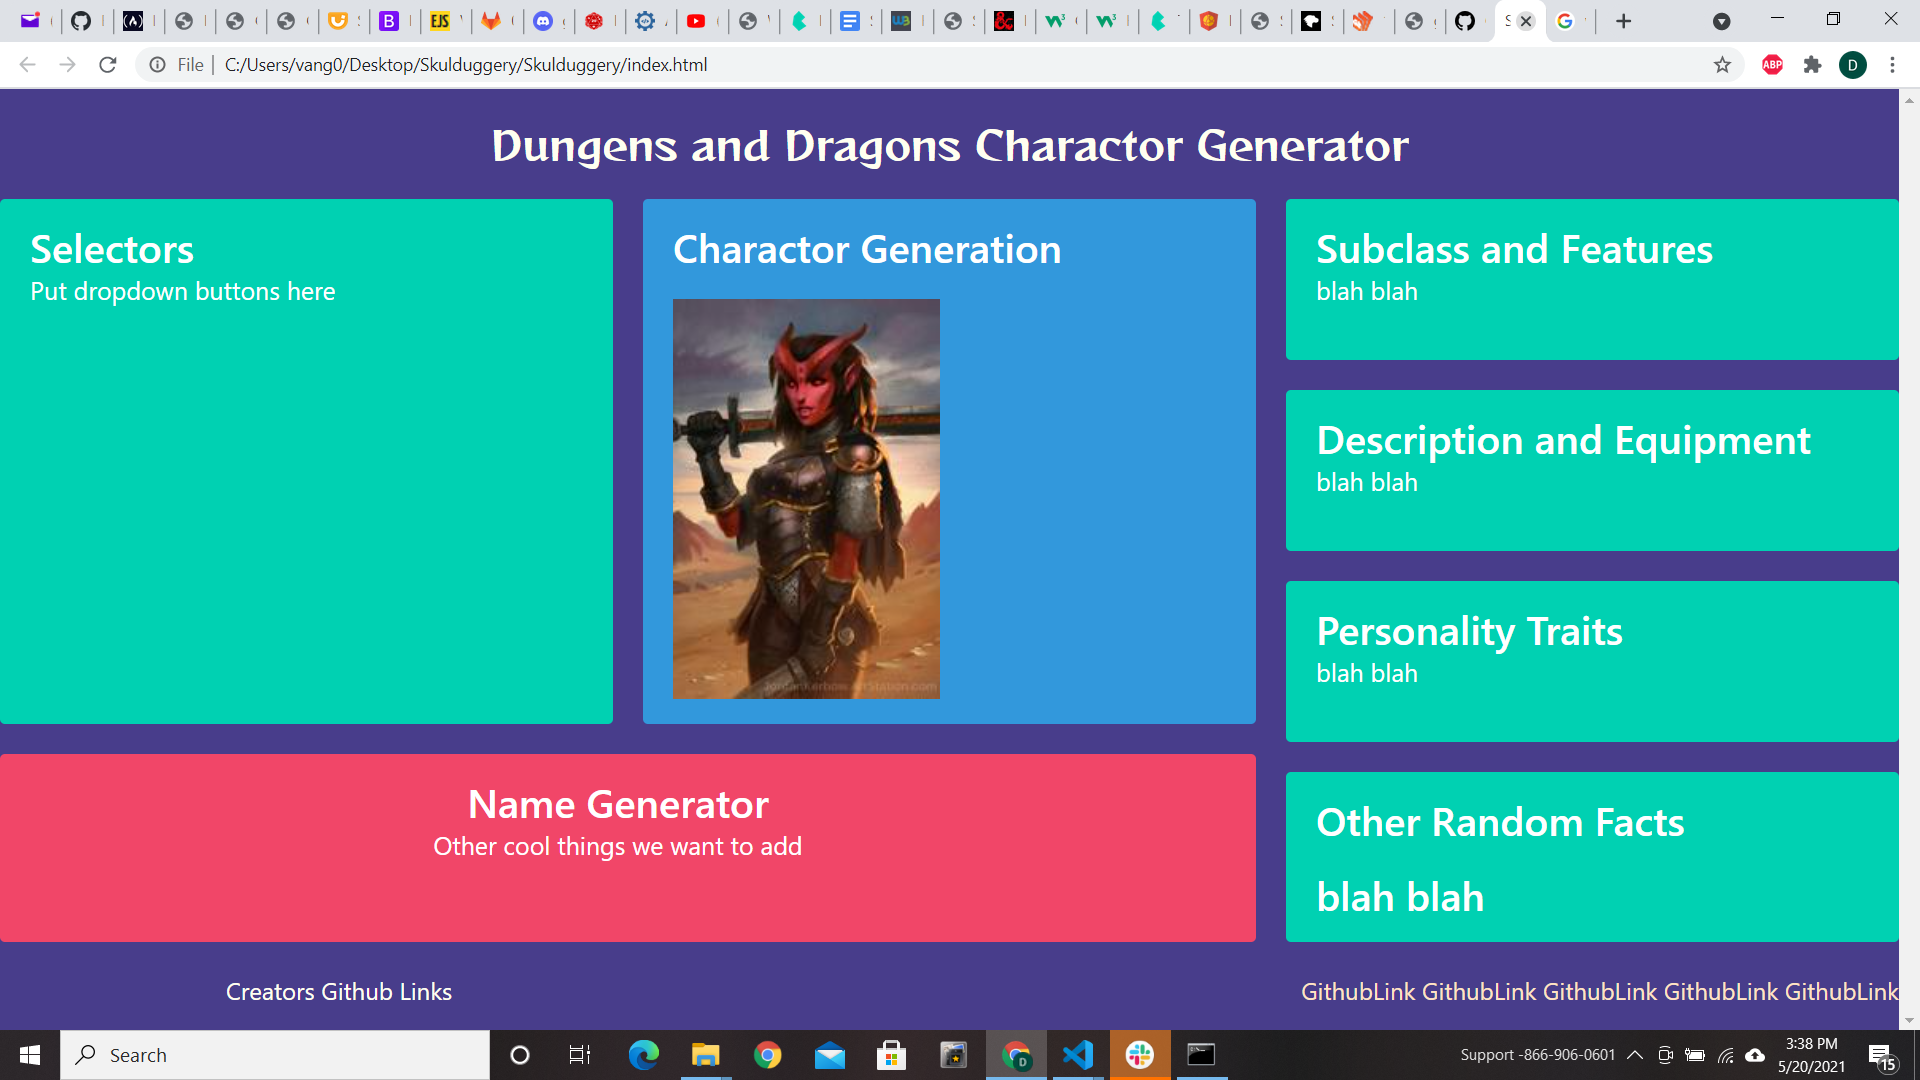 File
C:/Users/vang0/Desktop/Skulduggery/Skulduggery/index.html
ABP
D
Dungens and Dragons Charactor Generator
Selectors
Put dropdown buttons here
Charactor Generation
Subclass and Features
blah blah
Description and Equipment
blah blah
Personality Traits
blah blah
Name Generator
Other cool things we want to add
Other Random Facts
blah blah
Creators Github Links
GithubLink GithubLink GithubLink GithubLink GithubLink
Search
Support -866-906-0601
3:38 PM
5/20/2021
15